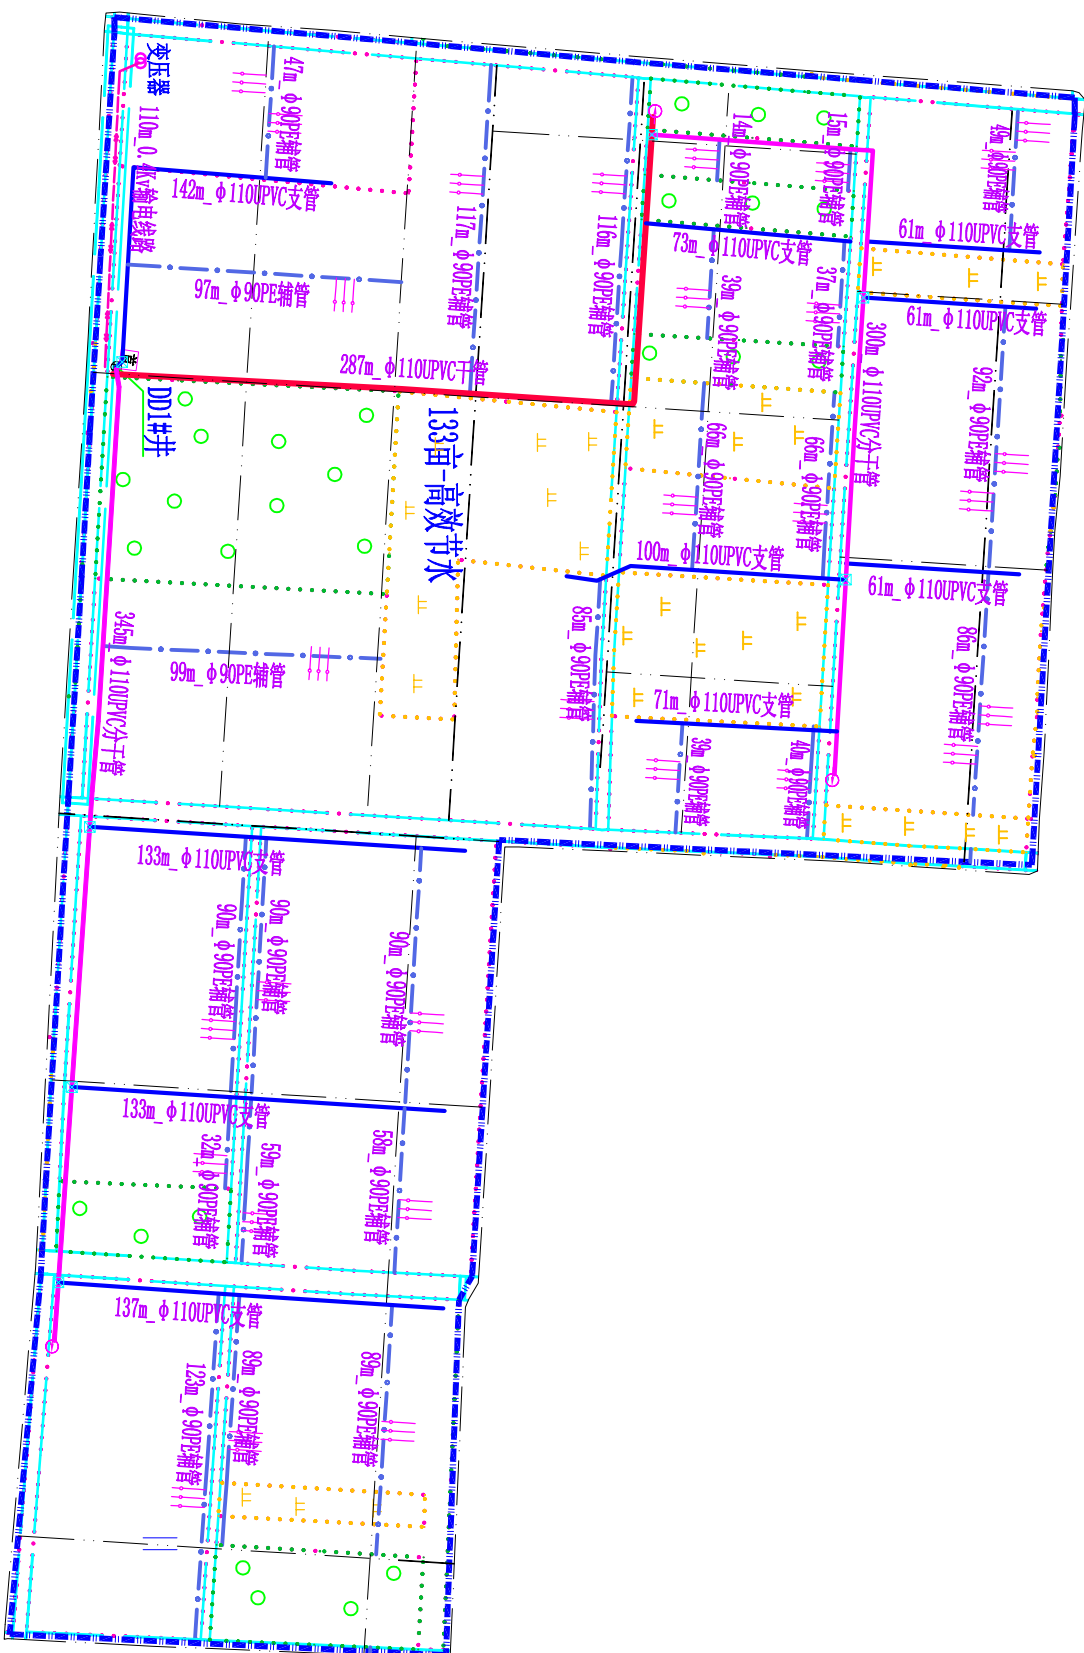 变压器
47m_φ90PE辅管
110m_0.4Kv输电线路
142m_φ110UPVC支管
97m_φ90PE辅管
117m_φ90PE辅管
116m_φ90PE辅管
14m_φ90PE辅管
15m_φ90PE辅管
49m_φ90PE辅管
61m_φ110UPVC支管
73m_φ110UPVC支管
39m_φ90PE辅管
37m_φ90PE辅管
61m_φ110UPVC支管
300m_φ110UPVC分干管
287m_φ110UPVC干管
DD1#井
133亩-高效节水
92m_φ90PE辅管
66m_φ90PE辅管
66m_φ90PE辅管
100m_φ110UPVC支管
61m_φ110UPVC支管
345m_φ110UPVC分干管
99m_φ90PE辅管
85m_φ90PE辅管
86m_φ90PE辅管
71m_φ110UPVC支管
39m_φ90PE辅管
40m_φ90PE辅管
133m_φ110UPVC支管
90m_φ90PE辅管
90m_φ90PE辅管
90m_φ90PE辅管
133m_φ110UPVC支管
32m_φ90PE辅管
59m_φ90PE辅管
58m_φ90PE辅管
137m_φ110UPVC支管
123m_φ90PE辅管
89m_φ90PE辅管
89m_φ90PE辅管